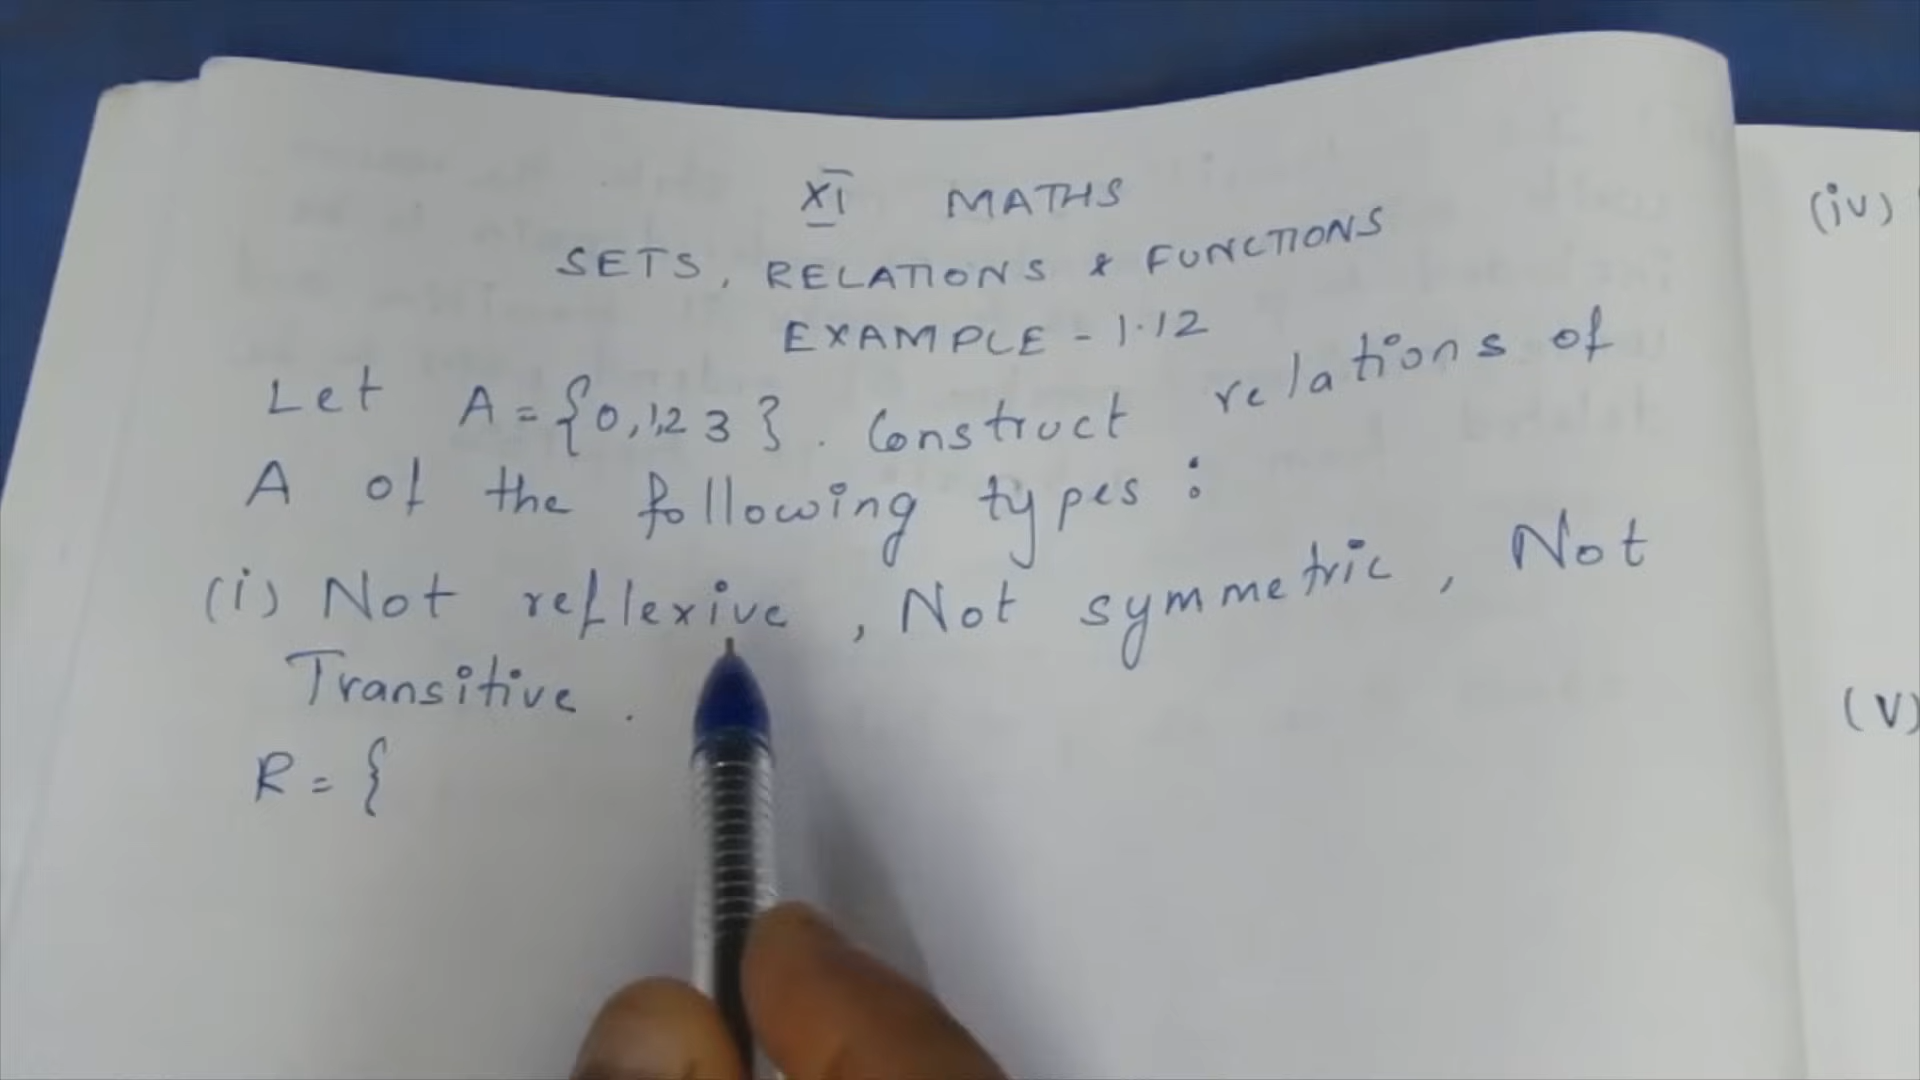 XI MATHS
SETS, RELATIONS & FUNCTIONS
EXAMPLE - 1.12
Let A = {0,1,2 3}. Construct relations of
A of the following types :
(i) Not reflexive, Not symmetric, Not
Transitive.
R = {
(iv)
(V)